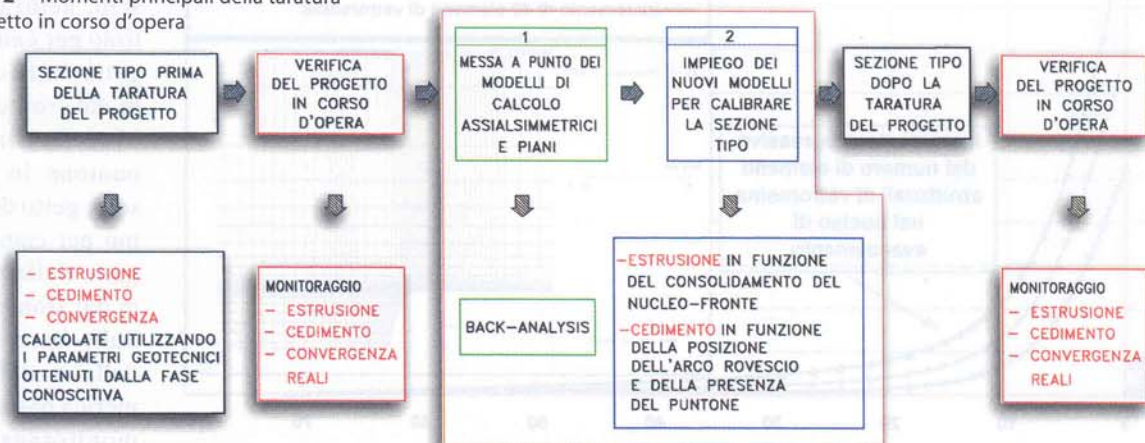 Momenti principali della taratura
etto in corso d'opera
SEZIONE TIPO PRIMA
DELLA TARATURA
DEL PROGETTO
VERIFICA
DEL PROGETTO
IN CORSO
D'OPERA
1
MESSA A PUNTO DEI
MODELLI DI
CALCOLO
ASSIALSIMMETRICI
E PIANI
2
IMPIEGO DEI
NUOVI MODELLI
PER CALIBRARE
LA SEZIONE
TIPO
SEZIONE TIPO
DOPO LA
TARATURA
DEL PROGETTO
VERIFICA
DEL PROGETTO
IN CORSO
D'OPERA
– ESTRUSIONE
– CEDIMENTO
– CONVERGENZA
CALCOLATE UTILIZZANDO
I PARAMETRI GEOTECNICI
OTTENUTI DALLA FASE
CONOSCITIVA
MONITORAGGIO
– ESTRUSIONE
– CEDIMENTO
– CONVERGENZA
REALI
BACK–ANALYSIS
–ESTRUSIONE IN FUNZIONE
DEL CONSOLIDAMENTO DEL
NUCLEO–FRONTE
–CEDIMENTO IN FUNZIONE
DELLA POSIZIONE
DELL'ARCO ROVESCIO
E DELLA PRESENZA
DEL PUNTONE
MONITORAGGIO
– ESTRUSIONE
– CEDIMENTO
– CONVERGENZA
REALI